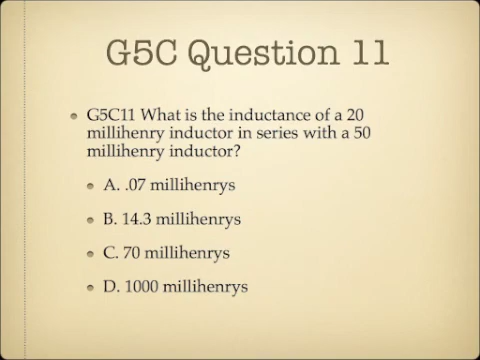 G5C Question 11
G5C11 What is the inductance of a 20
millihenry inductor in series with a 50
millihenry inductor?
A. .07 millihenrys
B. 14.3 millihenrys
C. 70 millihenrys
D. 1000 millihenrys